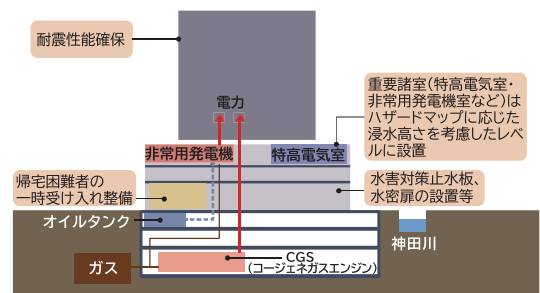 耐震性能確保
電力
重要諸室(特高電気室・
非常用発電機室など)は
ハザードマップに応じた
浸水高さを考慮したレベ
ルに設置
非常用発電機
特高電気室
帰宅困難者の
一時受け入れ整備
水害対策止水板、
水密扉の設置等
オイルタンク
神田川
ガス
CGS
(コージェネガスエンジン)